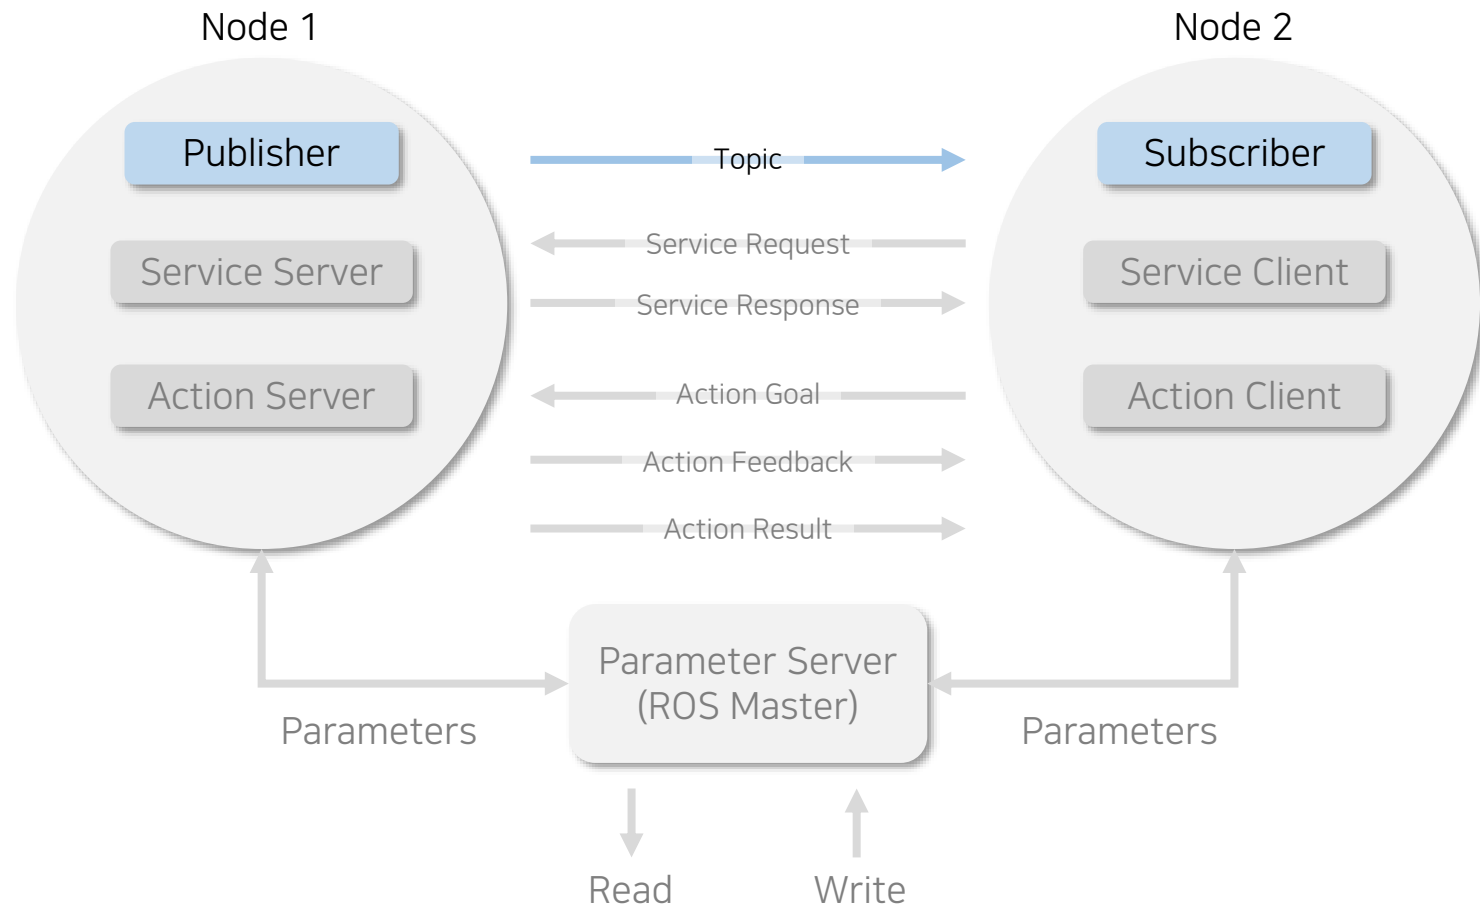 Node 1
Node 2
Publisher
Topic
Subscriber
Service Server
Service Request
Service Client
Service Response
Action Server
Action Goal
Action Client
Action Feedback
Action Result
Parameter Server
(ROS Master)
Parameters
Parameters
Read
Write